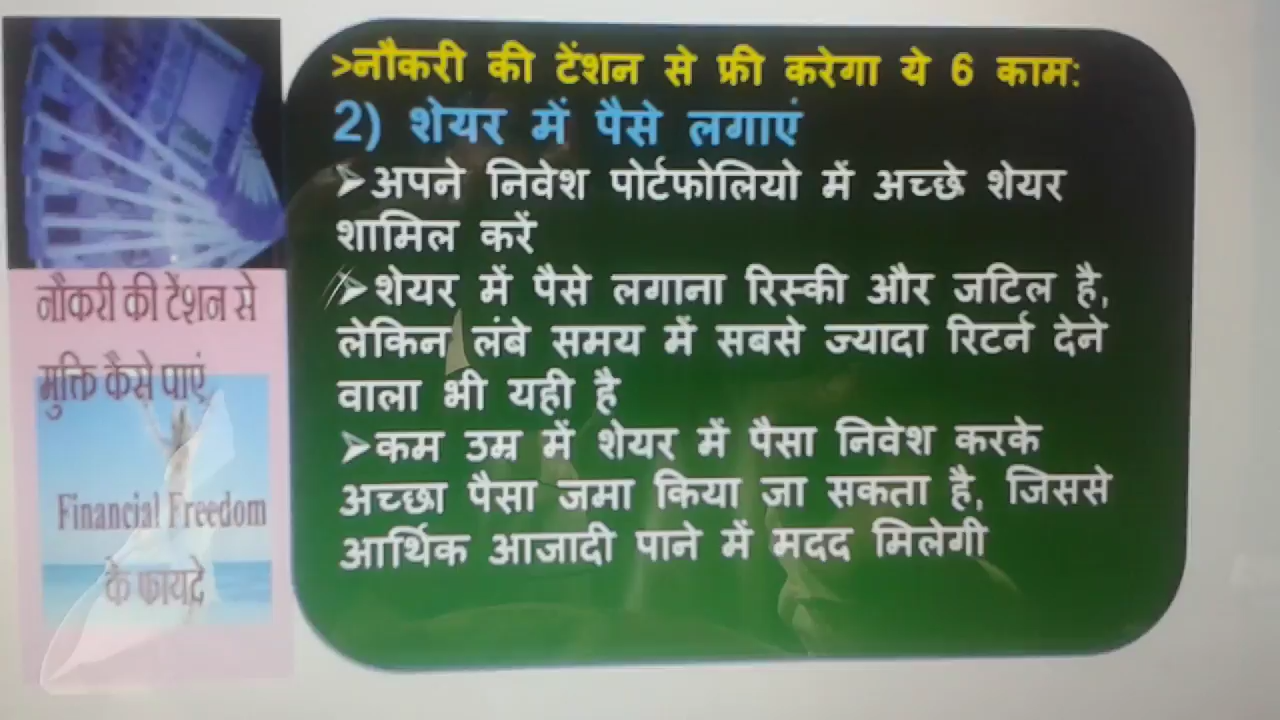 >नौकरी की टेंशन से फ्री करेगा ये 6 काम:
2) शेयर में पैसे लगाएं
➢अपने निवेश पोर्टफोलियो में अच्छे शेयर
शामिल करें
➢शेयर में पैसे लगाना रिस्की और जटिल है,
लेकिन लंबे समय में सबसे ज्यादा रिटर्न देने
वाला भी यही है
➢कम उम्र में शेयर में पैसा निवेश करके
अच्छा पैसा जमा किया जा सकता है, जिससे
आर्थिक आजादी पाने में मदद मिलेगी
नौकरी की टेंशन से
मुक्ति कैसे पाएं
Financial Freedom
के फायदे